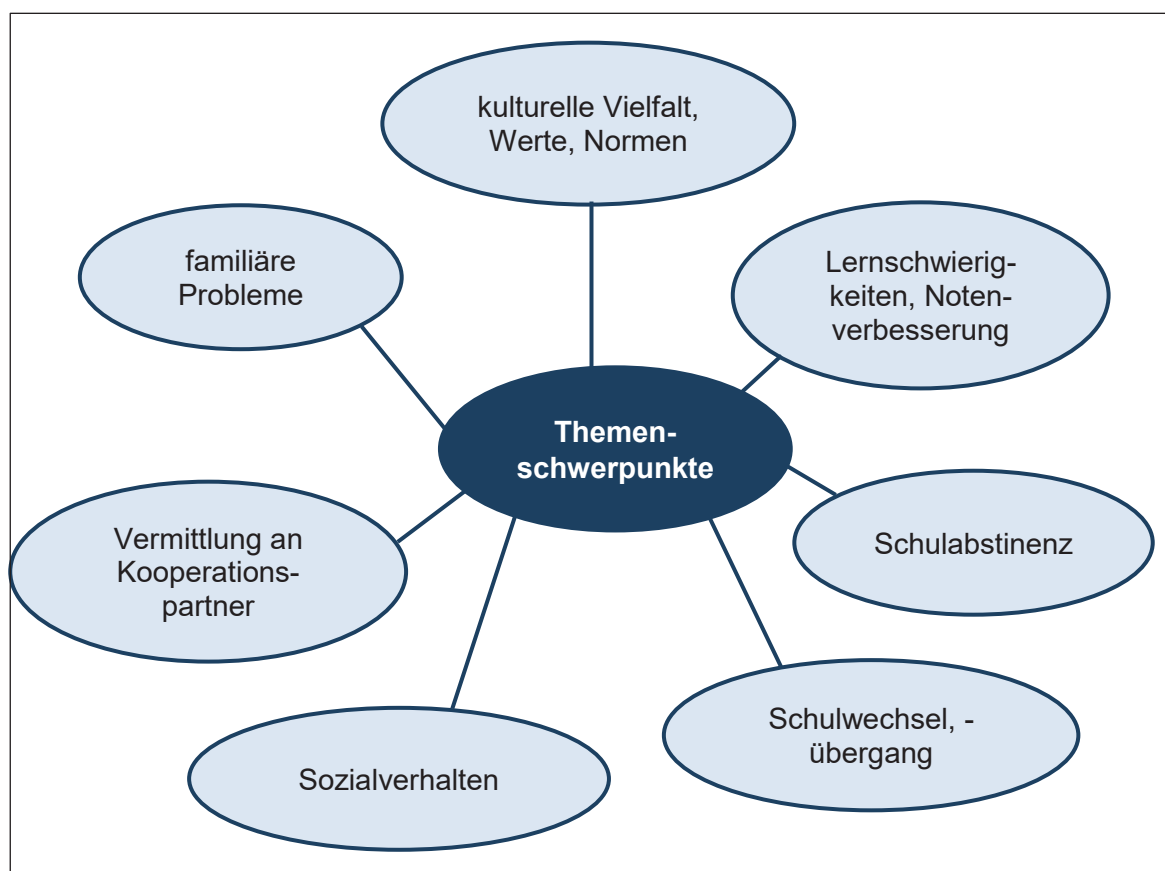 kulturelle Vielfalt,
Werte, Normen
familiäre
Probleme
Lernschwierig-
keiten, Noten-
verbesserung
Themen-
schwerpunkte
Vermittlung an
Kooperations-
partner
Schulabstinenz
Schulwechsel, -
übergang
Sozialverhalten